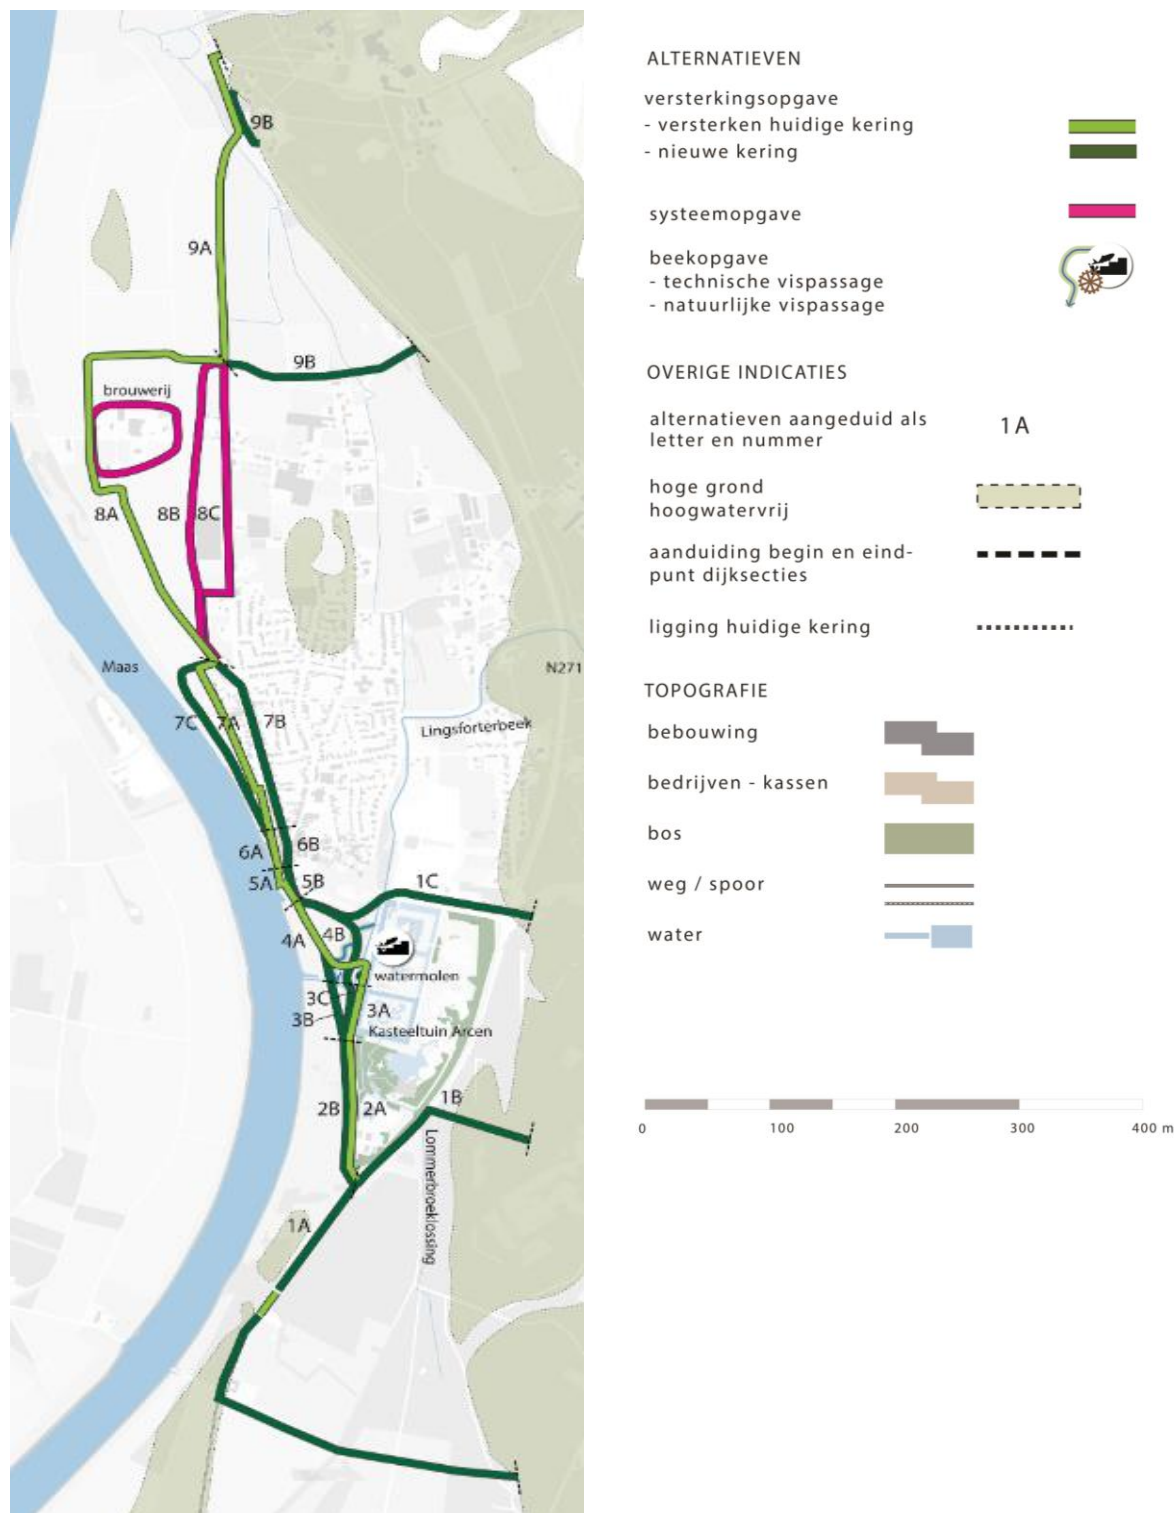 9B
9A
9B
brouwerij
8A
8B
8C
Maas
N271
7C
7A
7B
Lingsforterbeek
6A
6B
5A
5B
1C
4A
4B
watermolen
3C
3A
3B
Kasteeltuin Arcen
2B
2A
1B
Lommerbroeklossing
1A
ALTERNATIEVEN
versterkingsopgave
- versterken huidige kering
- nieuwe kering
systeemopgave
beekopgave
- technische vispassage
- natuurlijke vispassage
OVERIGE INDICATIES
alternatieven aangeduid als
letter en nummer
1A
hoge grond
hoogwatervrij
aanduiding begin en eind-
punt dijksecties
ligging huidige kering
TOPOGRAFIE
bebouwing
bedrijven - kassen
bos
weg / spoor
water
0 100 200 300 400 m